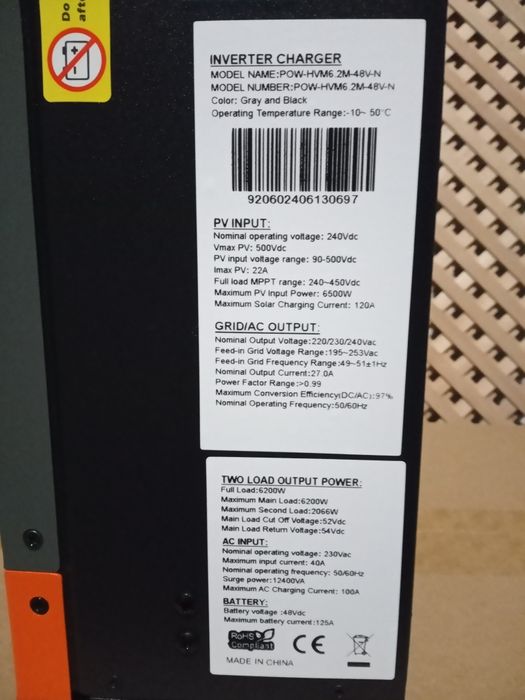 Do
afte
INVERTER CHARGER
MODEL NAME:POW-HVM6.2M-48V-N
MODEL NUMBER:POW-HVM6.2M-48V-N
Color: Gray and Black
Operating Temperature Range:-10~ 50°C
920602406130697
PV INPUT:
Nominal operating voltage: 240Vdc
Vmax PV: 500Vdc
PV input voltage range: 90-500Vdc
Imax PV: 22A
Full load MPPT range: 240~450Vdc
Maximum PV Input Power: 6500W
Maximum Solar Charging Current: 120A
GRID/AC OUTPUT:
Nominal Output Voltage:220/230/240Vac
Feed-in Grid Voltage Range:195~253Vac
Feed-in Grid Frequency Range:49~51±1Hz
Nominal Output Current:27.0A
Power Factor Range:>0.99
Maximum Conversion Efficiency(DC/AC):97%
Nominal Operating Frequency:50/60Hz
TWO LOAD OUTPUT POWER:
Full Load:6200W
Maximum Main Load:6200W
Maximum Second Load:2066W
Main Load Cut Off Voltage:52Vdc
Main Load Return Voltage:54Vdc
AC INPUT:
Nominal operating voltage: 230Vac
Maximum input current: 40A
Nominal operating frequency: 50/60Hz
Surge power:12400VA
Maximum AC Charging Current: 100A
BATTERY:
Battery voltage :48Vdc
Maximum battery current:125A
RoHS
Compliant
CE
MADE IN CHINA